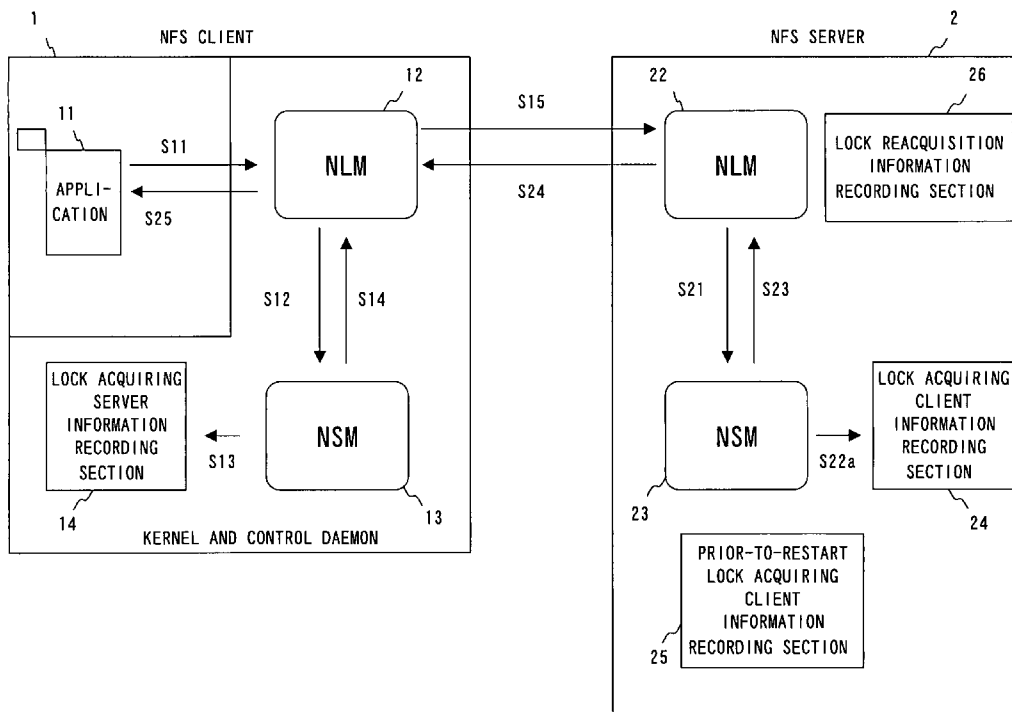 1
NFS CLIENT
NFS SERVER
2
12
22
26
11
S11
S15
APPLI-
CATION
NLM
NLM
LOCK REACQUISITION
INFORMATION
RECORDING SECTION
S25
S24
S12
S14
S21
S23
LOCK ACQUIRING
SERVER
INFORMATION
RECORDING
SECTION
NSM
NSM
LOCK ACQUIRING
CLIENT
INFORMATION
RECORDING
SECTION
S13
S22a
14
13
23
24
KERNEL AND CONTROL DAEMON
PRIOR-TO-RESTART
LOCK ACQUIRING
CLIENT
INFORMATION
RECORDING SECTION
25